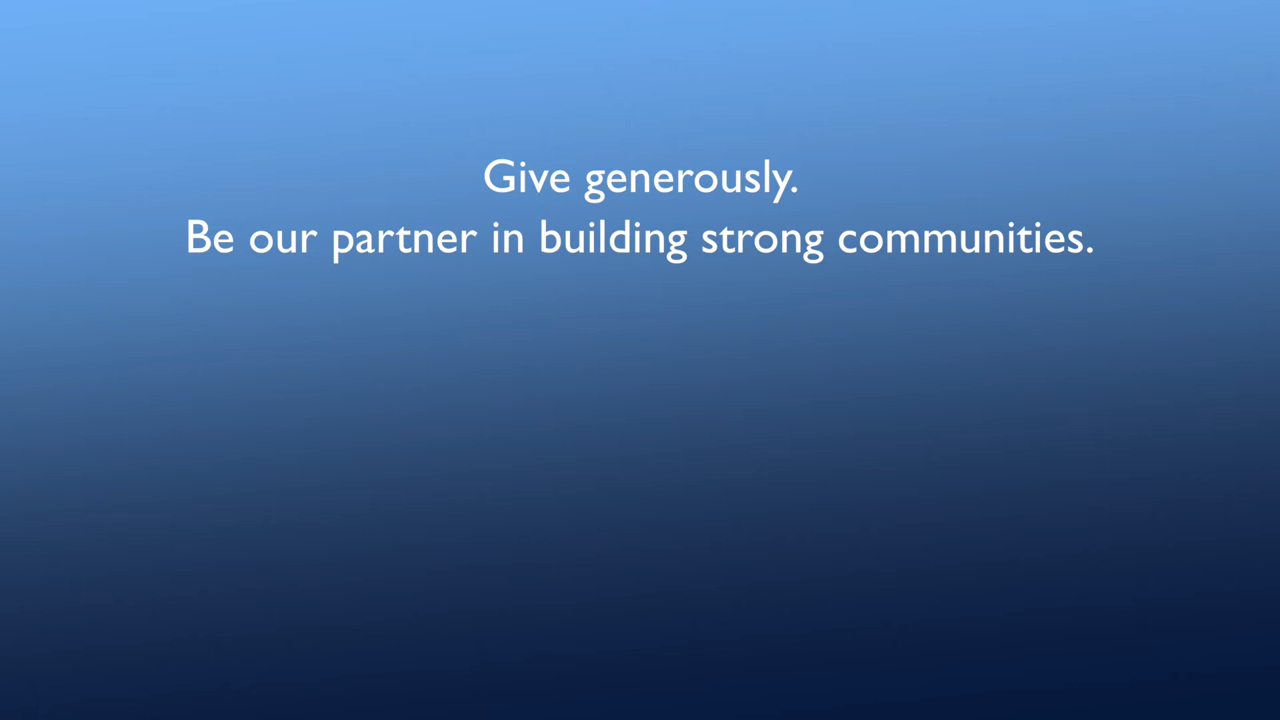 Give generously.
Be our partner in building strong communities.